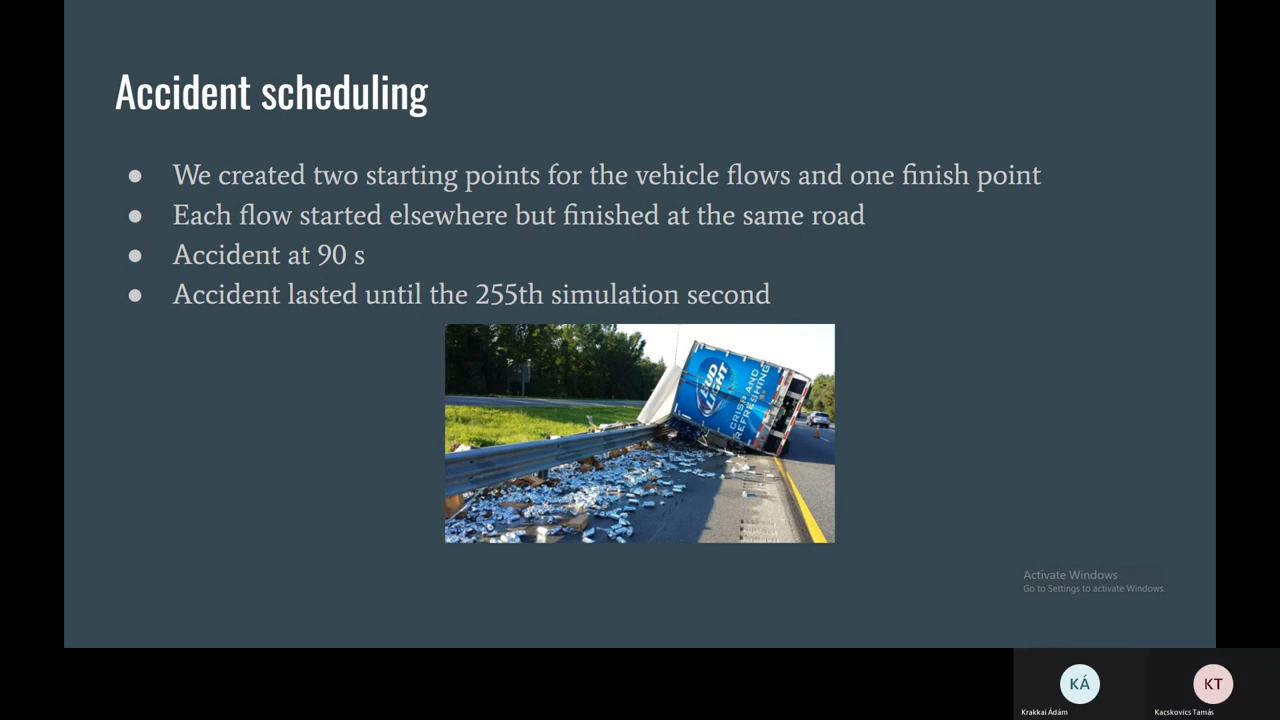 Accident scheduling
● We created two starting points for the vehicle flows and one finish point
● Each flow started elsewhere but finished at the same road
● Accident at 90 s
● Accident lasted until the 255th simulation second
BUD
LIGHT
CRISP AND
REFRESHING
Activate Windows
Go to Settings to activate Windows.
KÁ
KT
Krakkai Ádám
Kacskovics Tamás